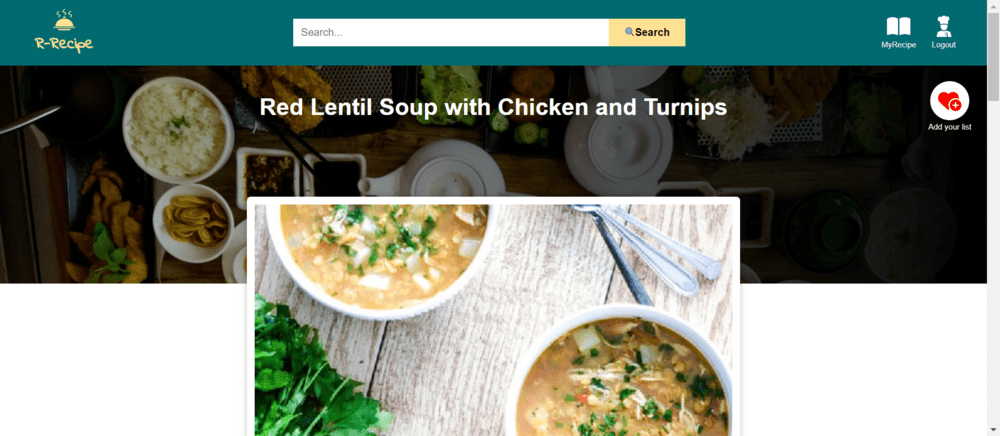 R-Recipe
Search...
🔍Search
MyRecipe
Logout
Red Lentil Soup with Chicken and Turnips
Add your list